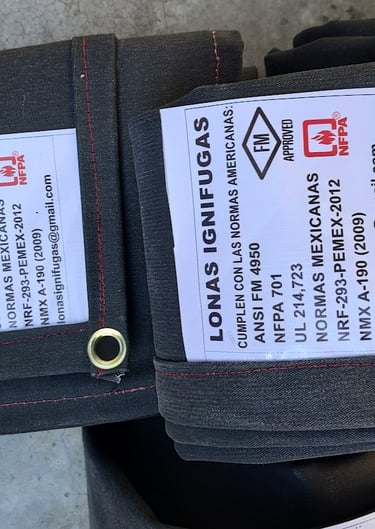 LONAS IGNIFUGAS
CUMPLEN CON LAS NORMAS AMERICANAS:
ANSI FM 4950
NFPA 701
UL 214,723
NORMAS MEXICANAS
NRF-293-PEMEX-2012
NMX A-190 (2009)
FM
APPROVED
NFPA
NORMAS MEXICANAS
NRF-293-PEMEX-2012
NMX A-190 (2009)
lonasignifugas@gmail.com
NFPA